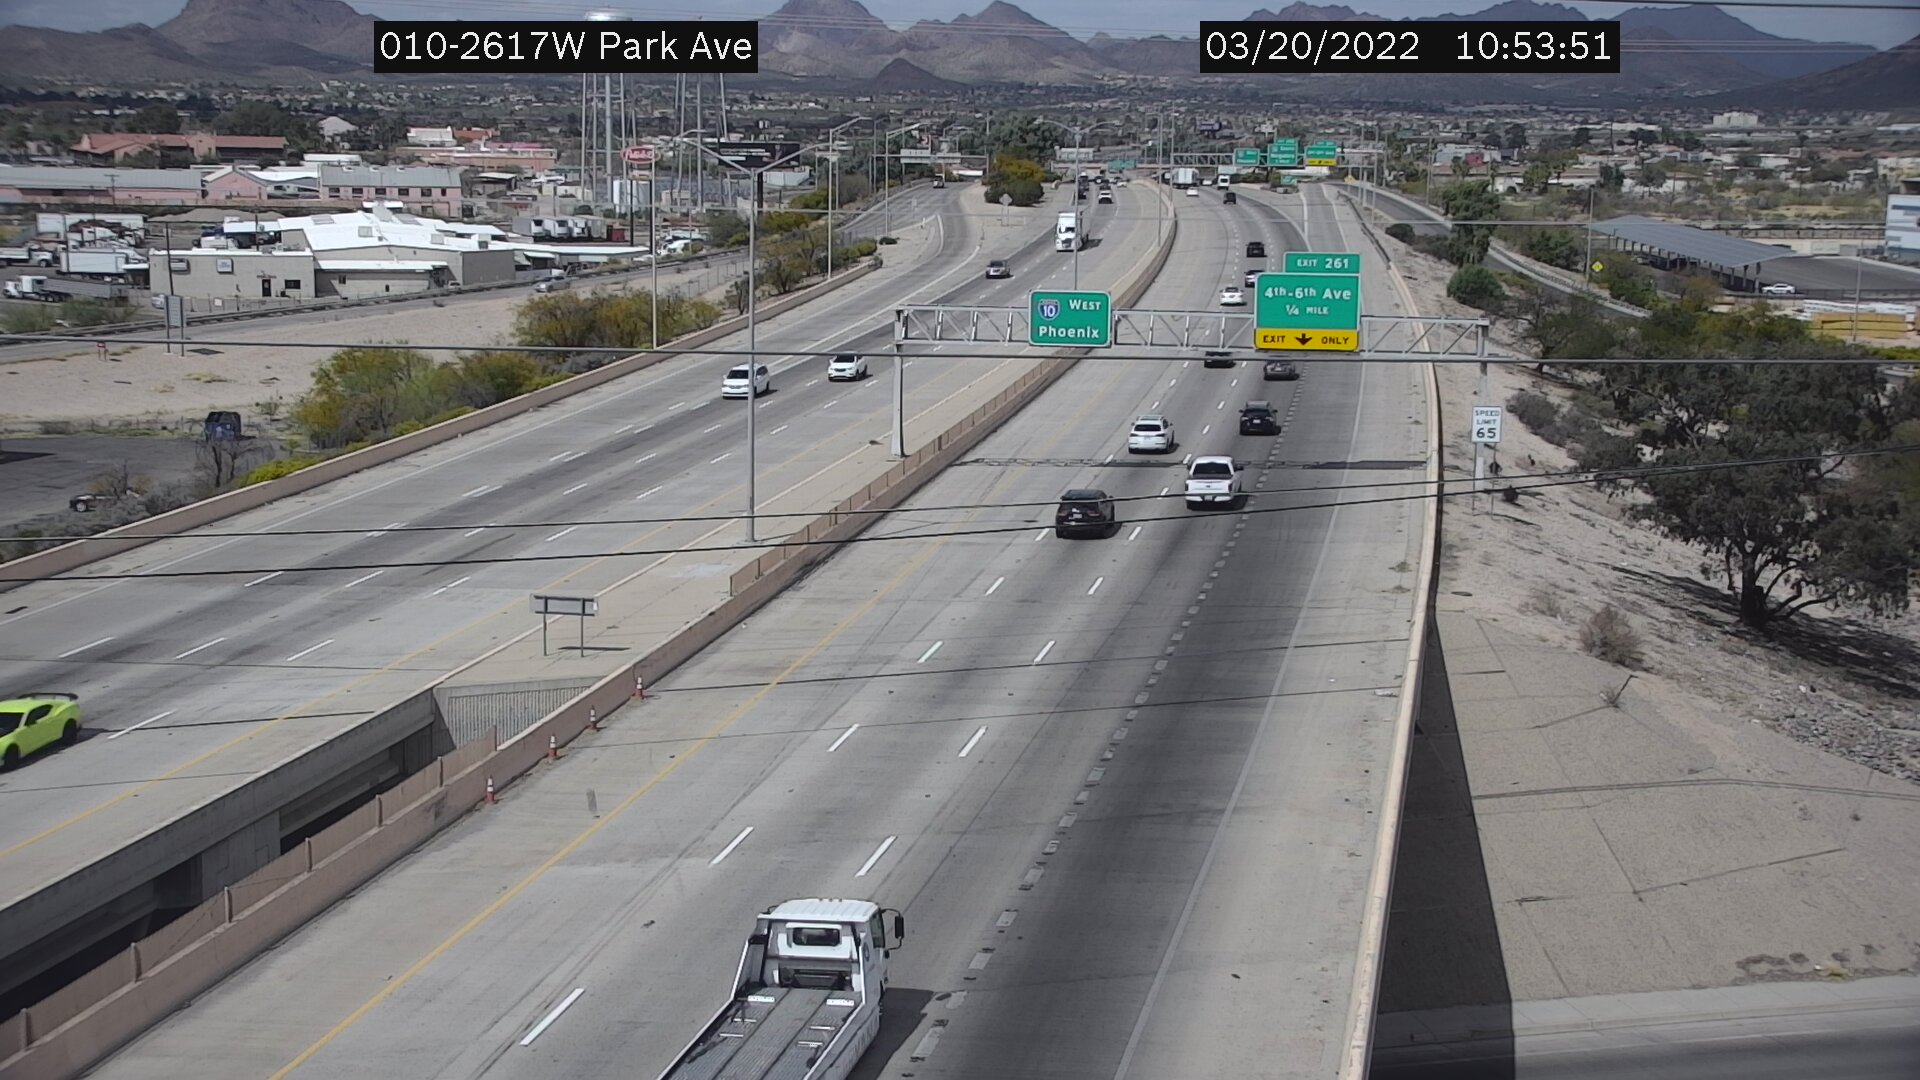 010-2617W Park Ave
03/20/2022 10:53:51
EXIT 261
4th-6th Ave
1/4 MILE
EXIT ONLY
10 WEST
Phoenix
SPEED
LIMIT
65